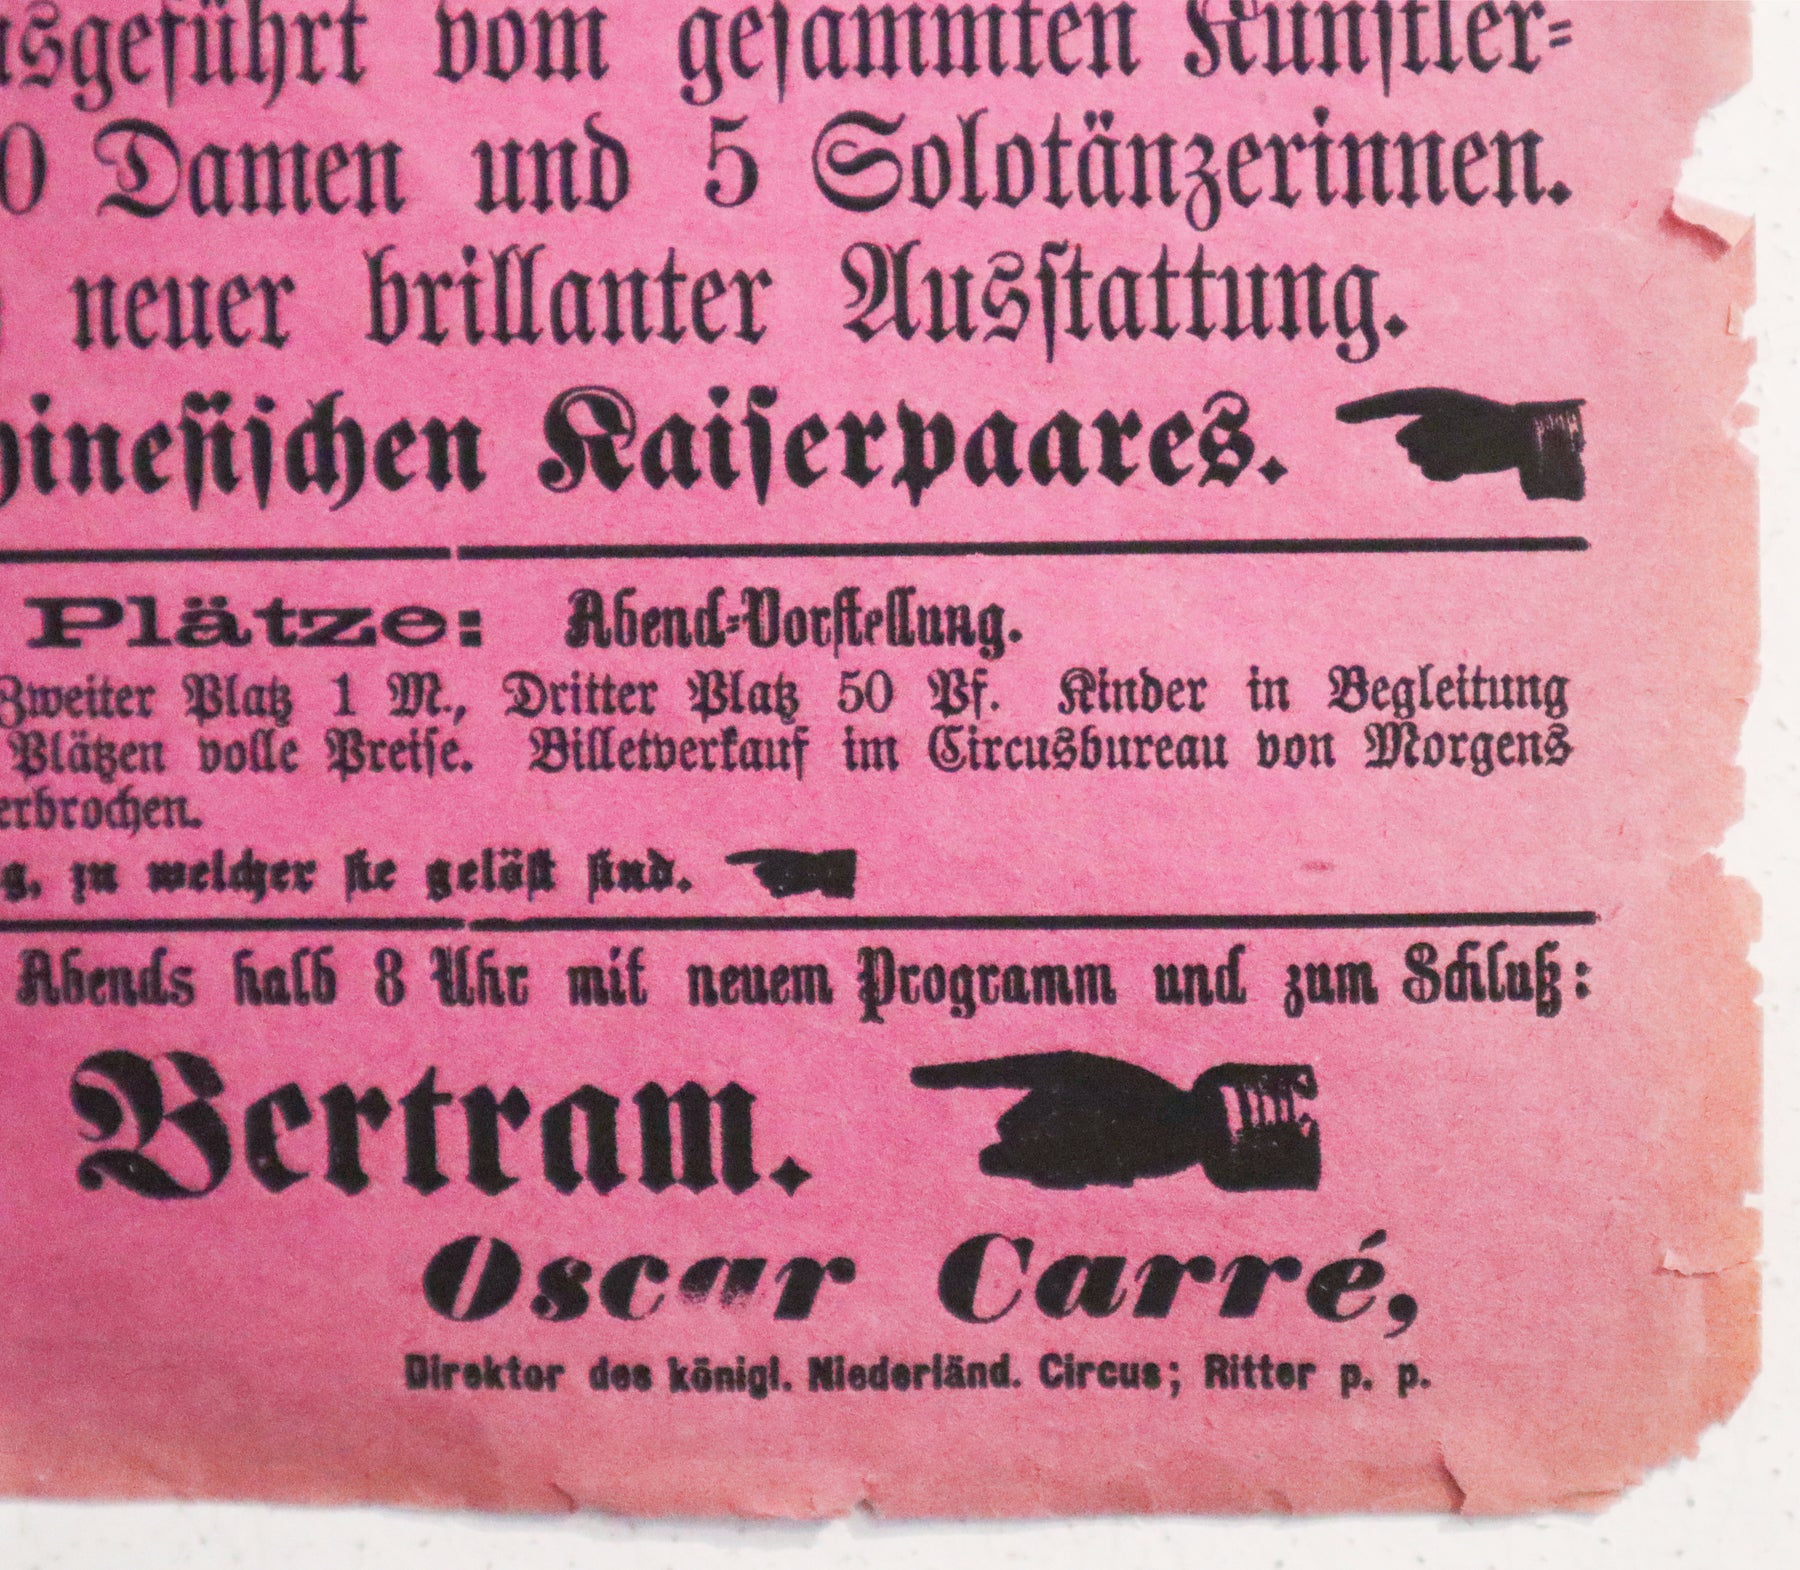 usgeführt vom gesammten Künstler-
0 Damen und 5 Solotänzerinnen.
neuer brillanter Ausstattung.
hinesischen Kaiserpaares.
Plätze: Abend-Vorstellung.
Zweiter Platz 1 M., Dritter Platz 50 Pf. Kinder in Begleitung
Plätzen volle Preise. Billetverkauf im Circusbureau von Morgens
erbrochen.
g, zu welcher sie gelöst sind.
Abends halb 8 Uhr mit neuem Programm und zum Schluß:
Bertram.
Oscar Carré,
Direktor des königl. Niederländ. Circus; Ritter p. p.